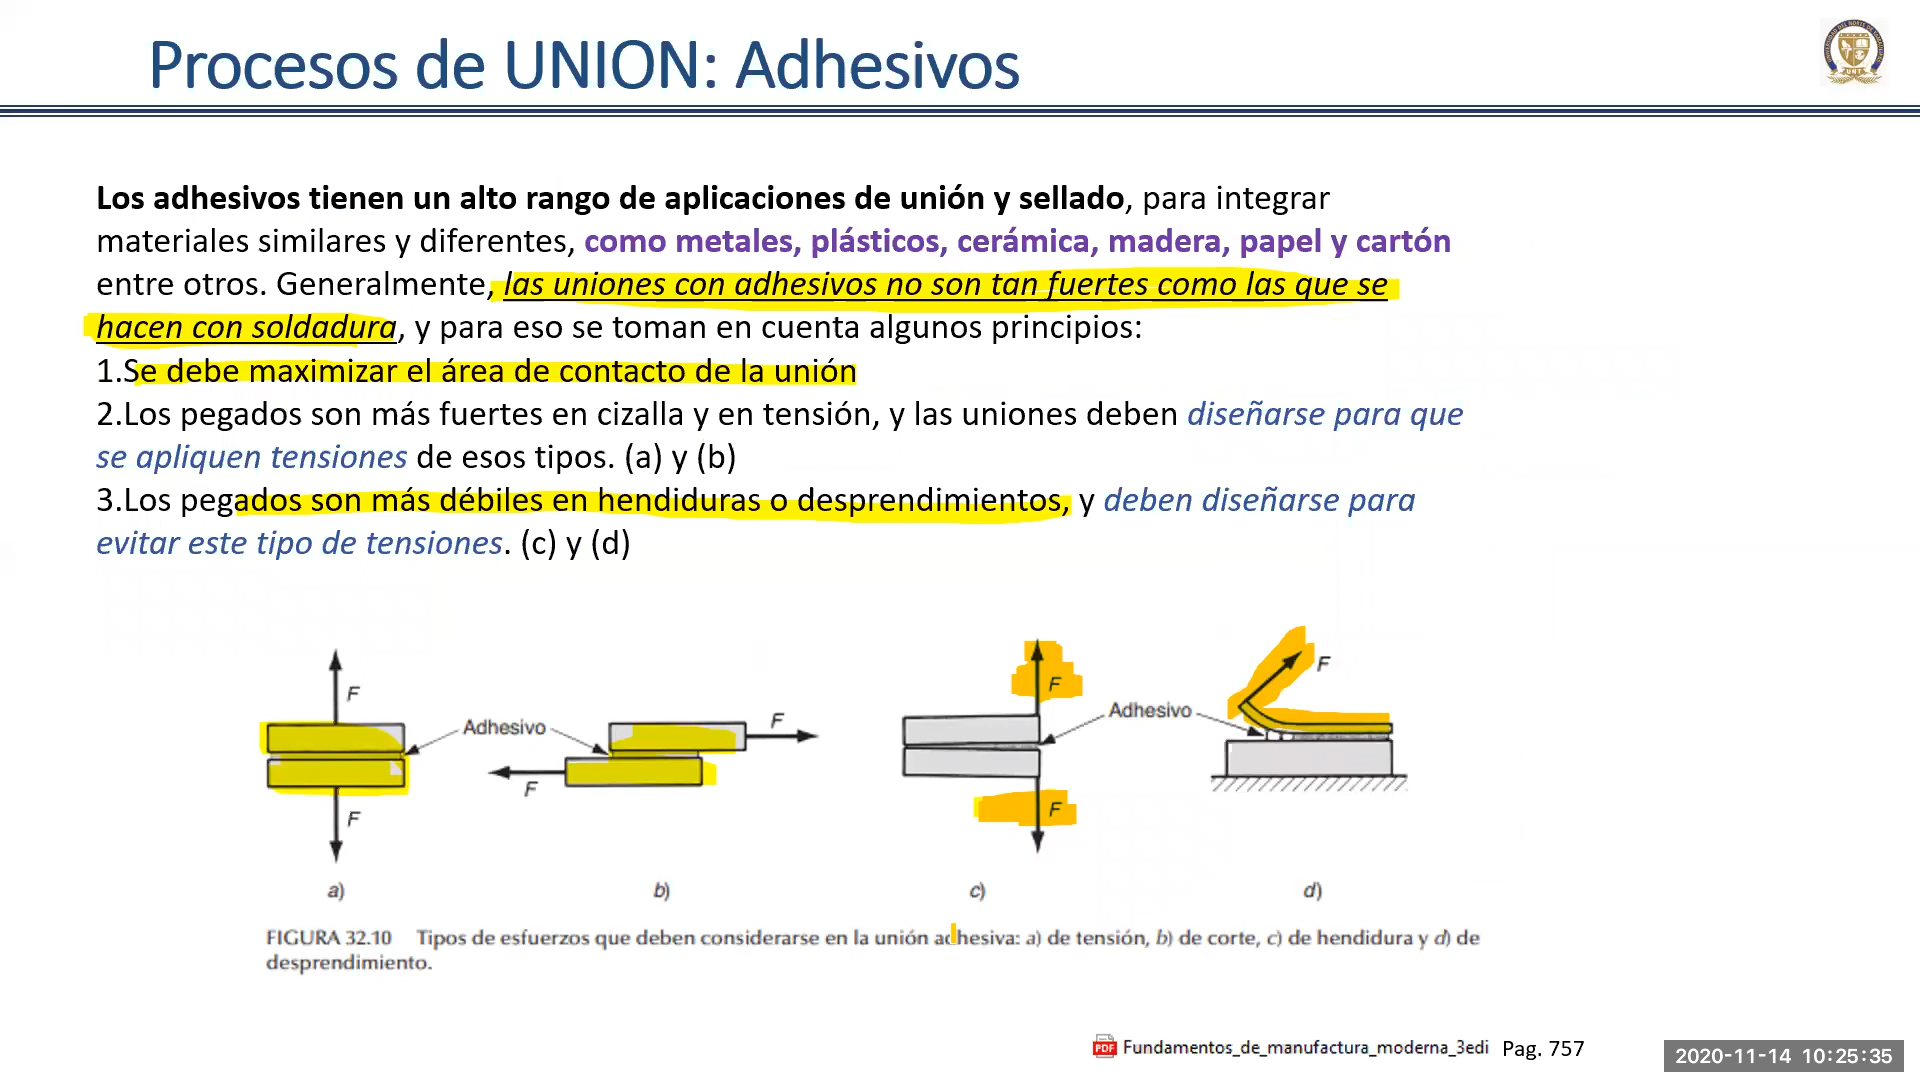 Procesos de UNION: Adhesivos
Los adhesivos tienen un alto rango de aplicaciones de unión y sellado, para integrar
materiales similares y diferentes, como metales, plásticos, cerámica, madera, papel y cartón
entre otros. Generalmente, las uniones con adhesivos no son tan fuertes como las que se
hacen con soldadura, y para eso se toman en cuenta algunos principios:
1.Se debe maximizar el área de contacto de la unión
2.Los pegados son más fuertes en cizalla y en tensión, y las uniones deben diseñarse para que
se apliquen tensiones de esos tipos. (a) y (b)
3.Los pegados son más débiles en hendiduras o desprendimientos, y deben diseñarse para
evitar este tipo de tensiones. (c) y (d)
F
F
Adhesivo
F
F
F
F
Adhesivo
F
a) b) c) d)
FIGURA 32.10 Tipos de esfuerzos que deben considerarse en la unión adhesiva: a) de tensión, b) de corte, c) de hendidura y d) de
desprendimiento.
PDF Fundamentos_de_manufactura_moderna_3edi Pag. 757
2020-11-14 10:25:35